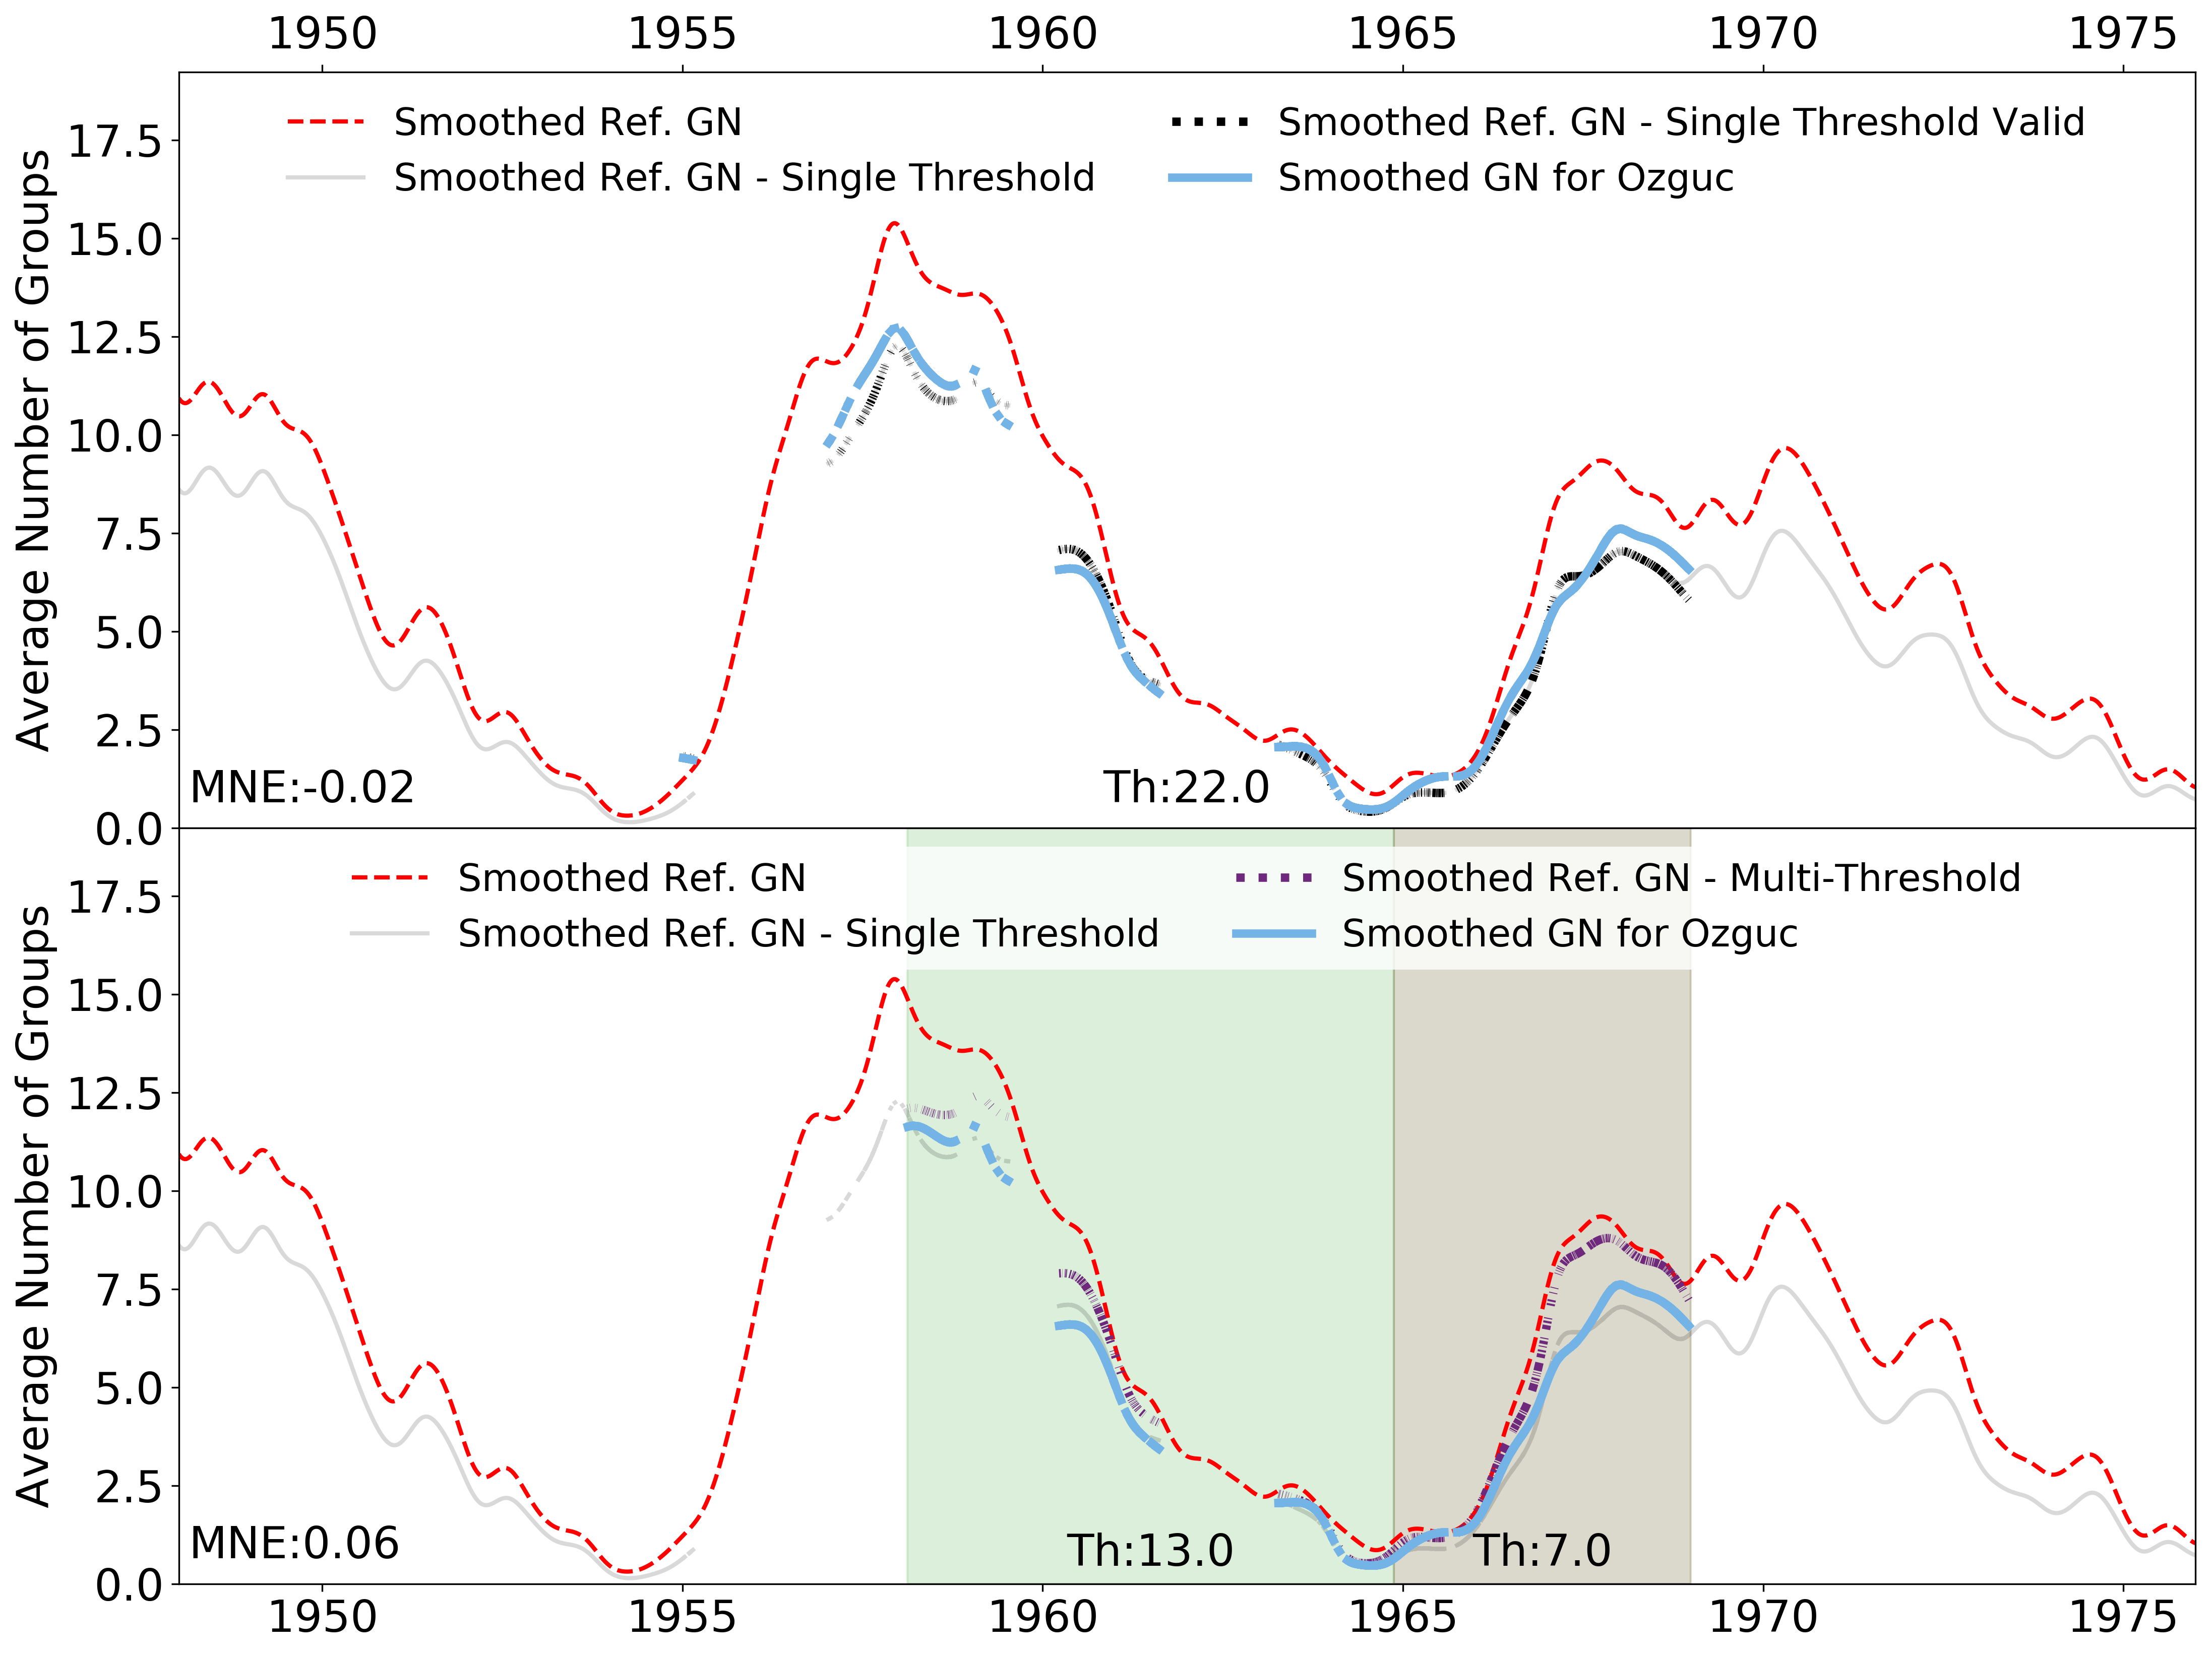 1950 1955 1960 1965 1970 1975
Smoothed Ref. GN
Smoothed Ref. GN - Single Threshold
Smoothed Ref. GN - Single Threshold Valid
Smoothed GN for Ozguc
Average Number of Groups
17.5
15.0
12.5
10.0
7.5
5.0
2.5
0.0
MNE:-0.02
Th:22.0
Smoothed Ref. GN
Smoothed Ref. GN - Single Threshold
Smoothed Ref. GN - Multi-Threshold
Smoothed GN for Ozguc
Average Number of Groups
17.5
15.0
12.5
10.0
7.5
5.0
2.5
0.0
MNE:0.06
Th:13.0
Th:7.0
1950 1955 1960 1965 1970 1975